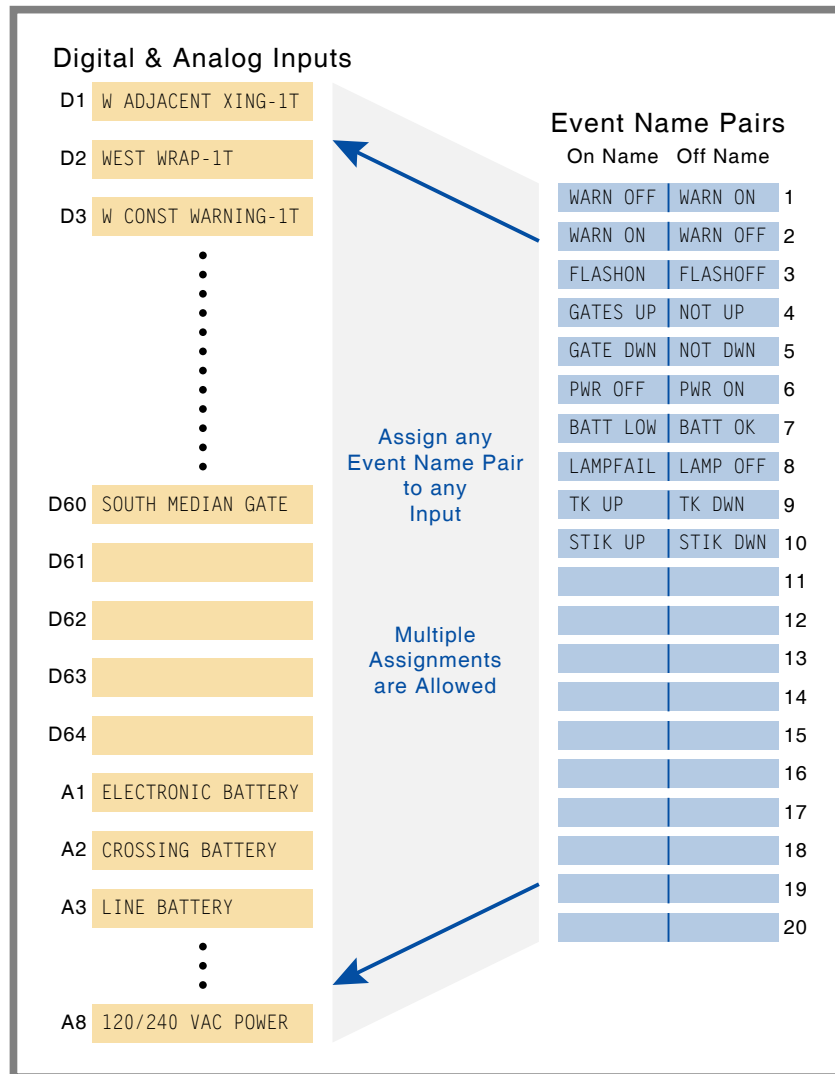 Digital & Analog Inputs
D1 W ADJACENT XING-1T
D2 WEST WRAP-1T
D3 W CONST WARNING-1T
D60 SOUTH MEDIAN GATE
D61
D62
D63
D64
A1 ELECTRONIC BATTERY
A2 CROSSING BATTERY
A3 LINE BATTERY
A8 120/240 VAC POWER
Assign any
Event Name Pair
to any
Input
Multiple
Assignments
are Allowed
Event Name Pairs
On Name Off Name
WARN OFF WARN ON 1
WARN ON WARN OFF 2
FLASHON FLASHOFF 3
GATES UP NOT UP 4
GATE DWN NOT DWN 5
PWR OFF PWR ON 6
BATT LOW BATT OK 7
LAMPFAIL LAMP OFF 8
TK UP TK DWN 9
STIK UP STIK DWN 10
11
12
13
14
15
16
17
18
19
20